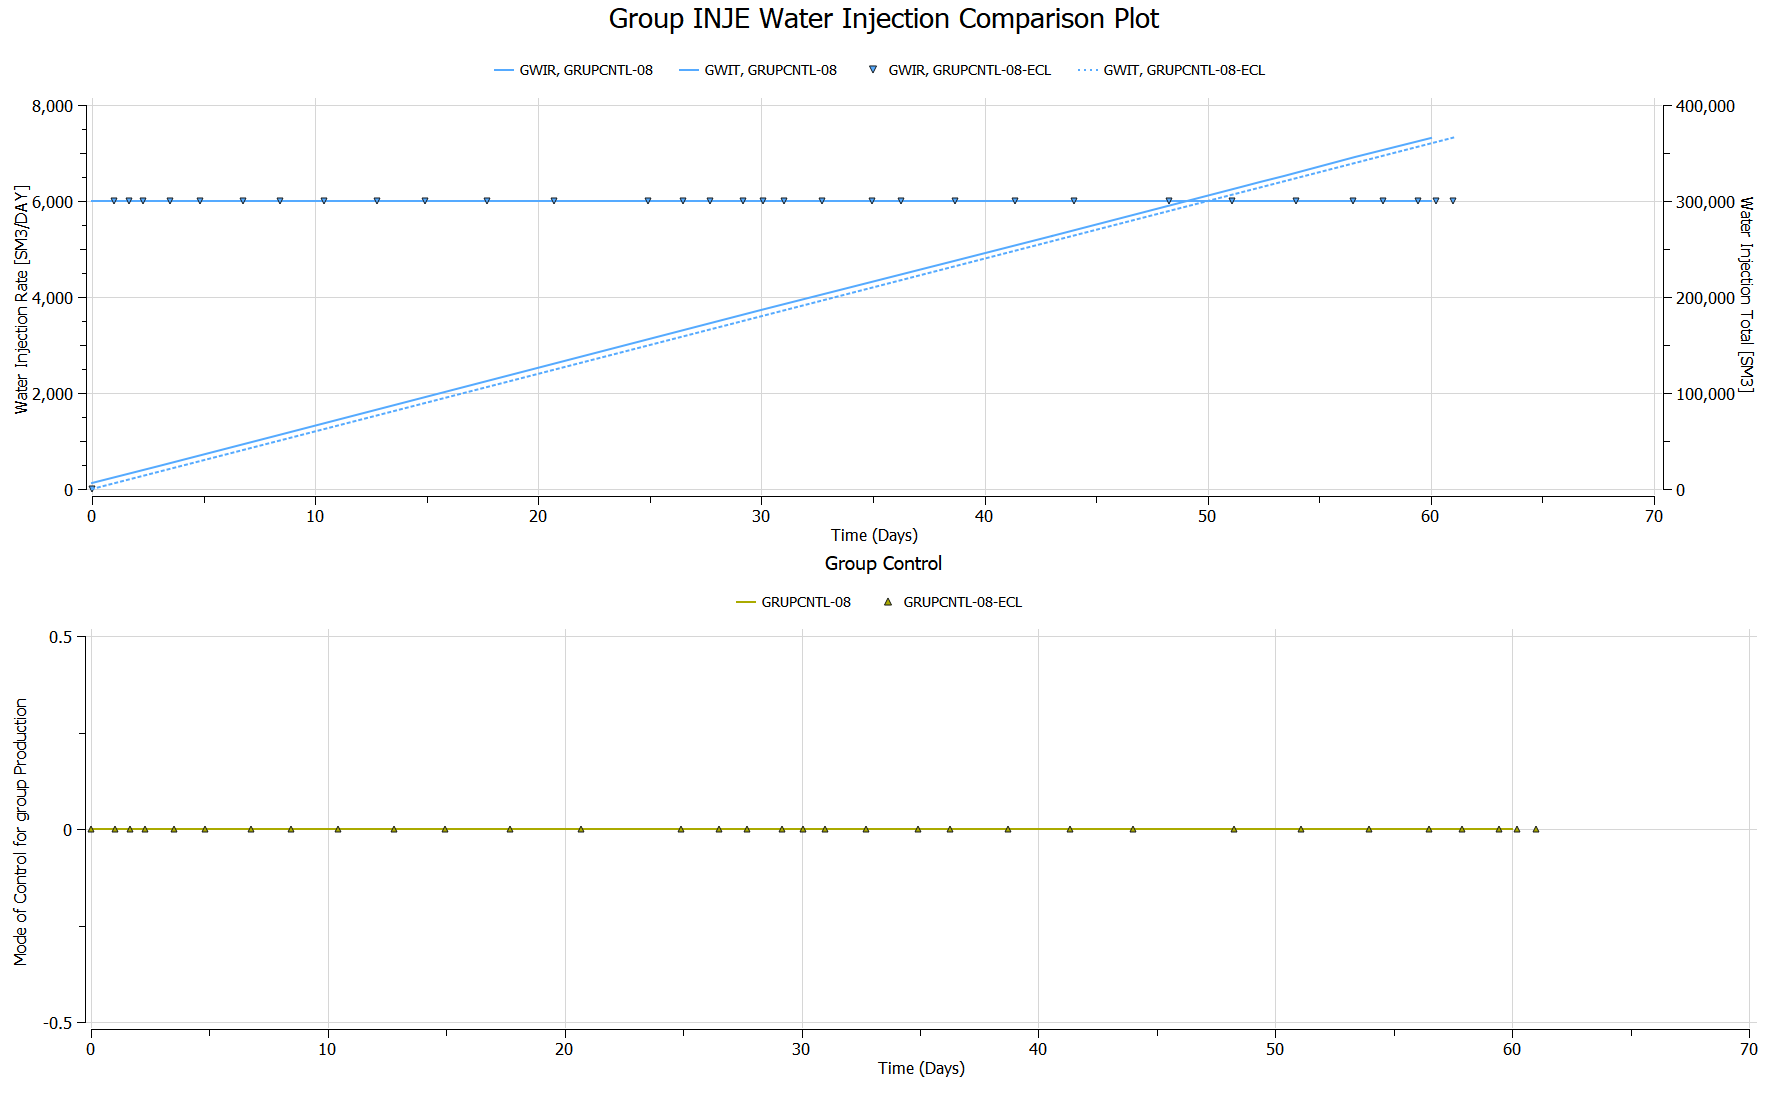 Group INJE Water Injection Comparison Plot
GWIR, GRUPCNTL-08 GWIT, GRUPCNTL-08 GWIR, GRUPCNTL-08-ECL GWIT, GRUPCNTL-08-ECL
Water Injection Rate [SM3/DAY]
8,000
6,000
4,000
2,000
0
400,000
300,000
200,000
100,000
0
Water Injection Total [SM3]
0 10 20 30 40 50 60 70
Time (Days)
Group Control
GRUPCNTL-08 GRUPCNTL-08-ECL
Mode of Control for group Production
0.5
0
-0.5
0 10 20 30 40 50 60 70
Time (Days)